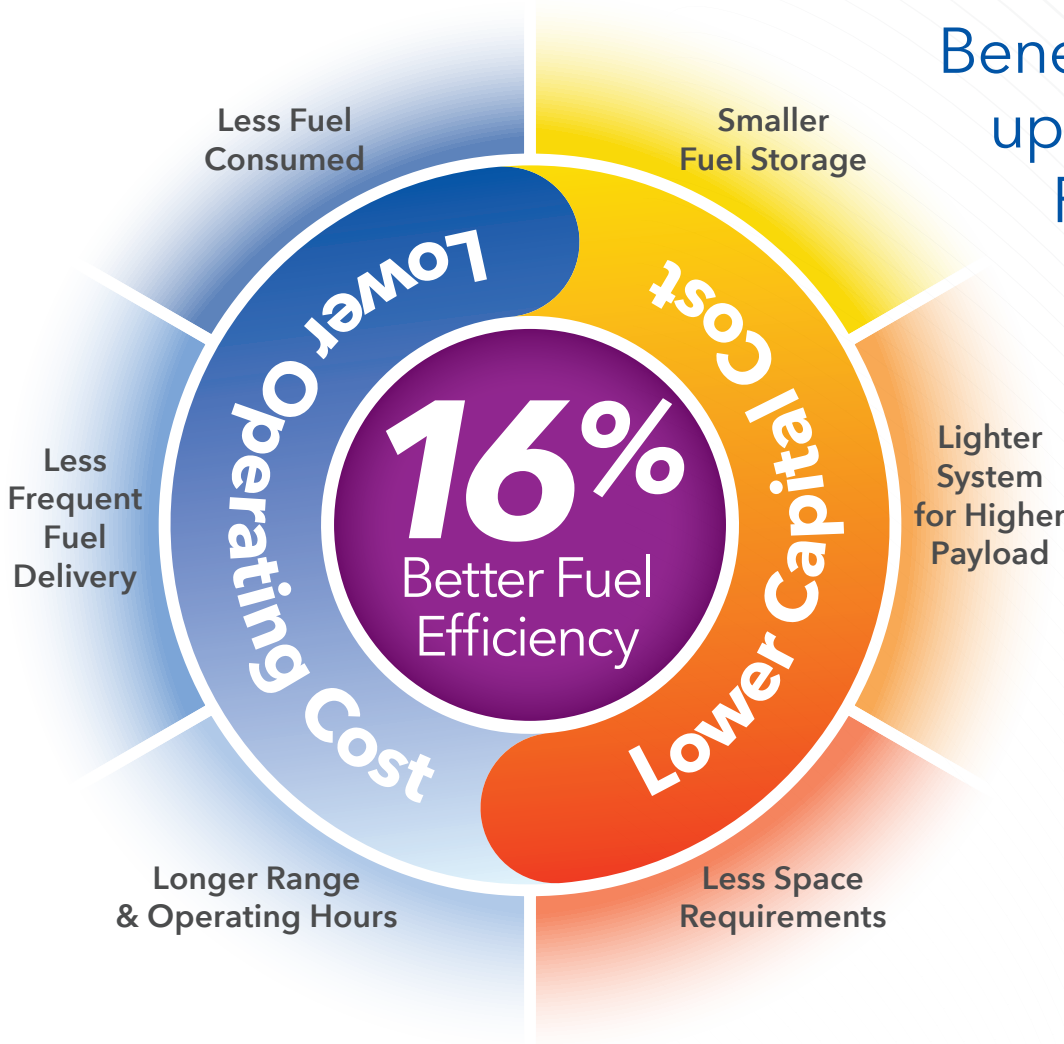 Less Fuel
Consumed
Smaller
Fuel Storage
up
Lower Operating Cost
Lower Capital Cost
16%
Better Fuel
Efficiency
Less
Frequent
Fuel
Delivery
Lighter
System
for Higher
Payload
Longer Range
& Operating Hours
Less Space
Requirements